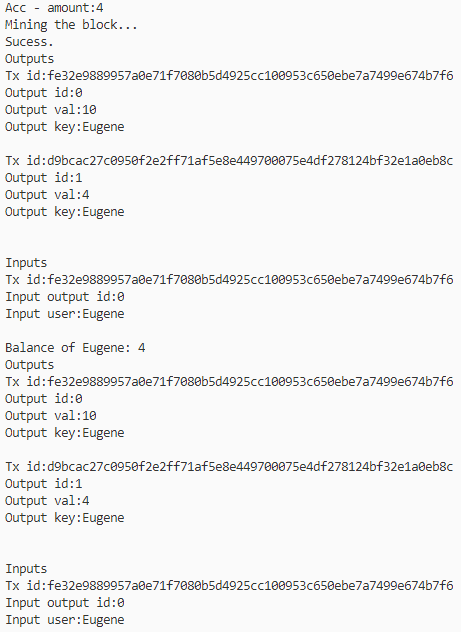 Acc - amount:4
Mining the block...
Sucess.
Outputs
Tx id:fe32e9889957a0e71f7080b5d4925cc100953c650ebe7a7499e674b7f6
Output id:0
Output val:10
Output key:Eugene
Tx id:d9bcac27c0950f2e2ff71af5e8e449700075e4df278124bf32e1a0eb8c
Output id:1
Output val:4
Output key:Eugene
Inputs
Tx id:fe32e9889957a0e71f7080b5d4925cc100953c650ebe7a7499e674b7f6
Input output id:0
Input user:Eugene
Balance of Eugene: 4
Outputs
Tx id:fe32e9889957a0e71f7080b5d4925cc100953c650ebe7a7499e674b7f6
Output id:0
Output val:10
Output key:Eugene
Tx id:d9bcac27c0950f2e2ff71af5e8e449700075e4df278124bf32e1a0eb8c
Output id:1
Output val:4
Output key:Eugene
Inputs
Tx id:fe32e9889957a0e71f7080b5d4925cc100953c650ebe7a7499e674b7f6
Input output id:0
Input user:Eugene